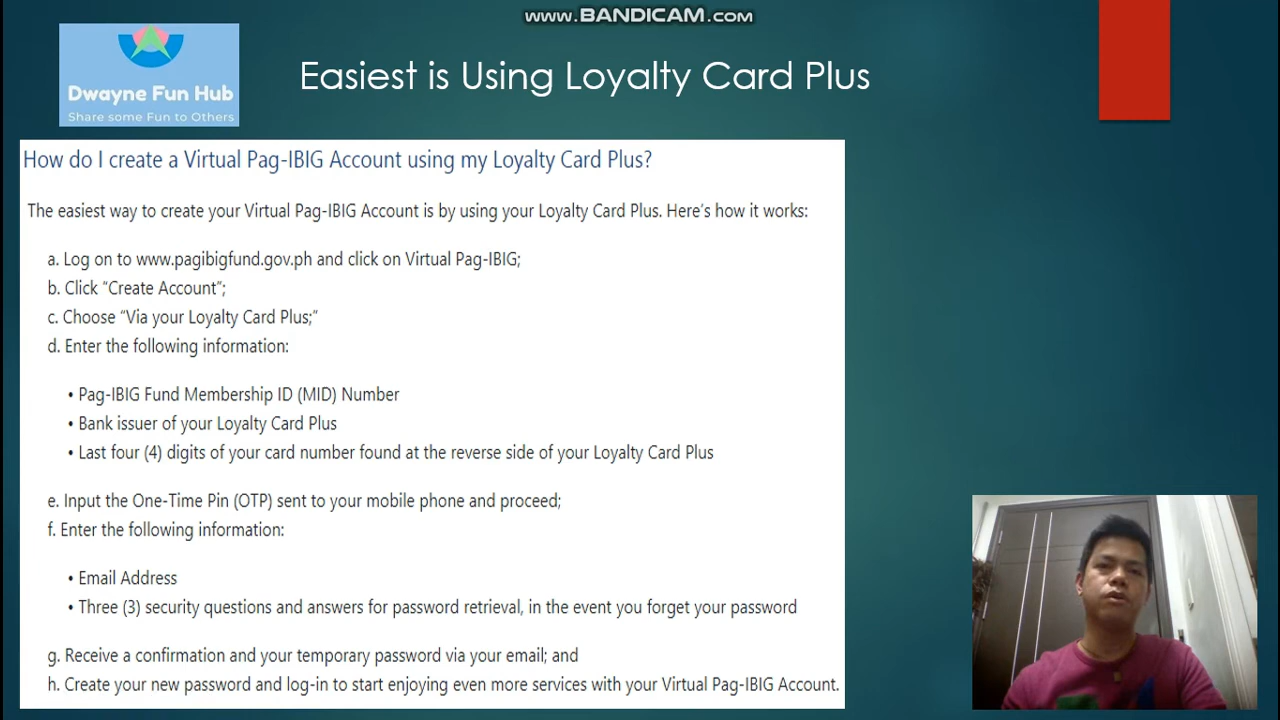 www.BANDICAM.com
Dwayne Fun Hub
Share some Fun to Others
Easiest is Using Loyalty Card Plus
How do I create a Virtual Pag-IBIG Account using my Loyalty Card Plus?
The easiest way to create your Virtual Pag-IBIG Account is by using your Loyalty Card Plus. Here's how it works:
a. Log on to www.pagibigfund.gov.ph and click on Virtual Pag-IBIG;
b. Click “Create Account”;
c. Choose “Via your Loyalty Card Plus;”
d. Enter the following information:
• Pag-IBIG Fund Membership ID (MID) Number
• Bank issuer of your Loyalty Card Plus
• Last four (4) digits of your card number found at the reverse side of your Loyalty Card Plus
e. Input the One-Time Pin (OTP) sent to your mobile phone and proceed;
f. Enter the following information:
• Email Address
• Three (3) security questions and answers for password retrieval, in the event you forget your password
g. Receive a confirmation and your temporary password via your email; and
h. Create your new password and log-in to start enjoying even more services with your Virtual Pag-IBIG Account.